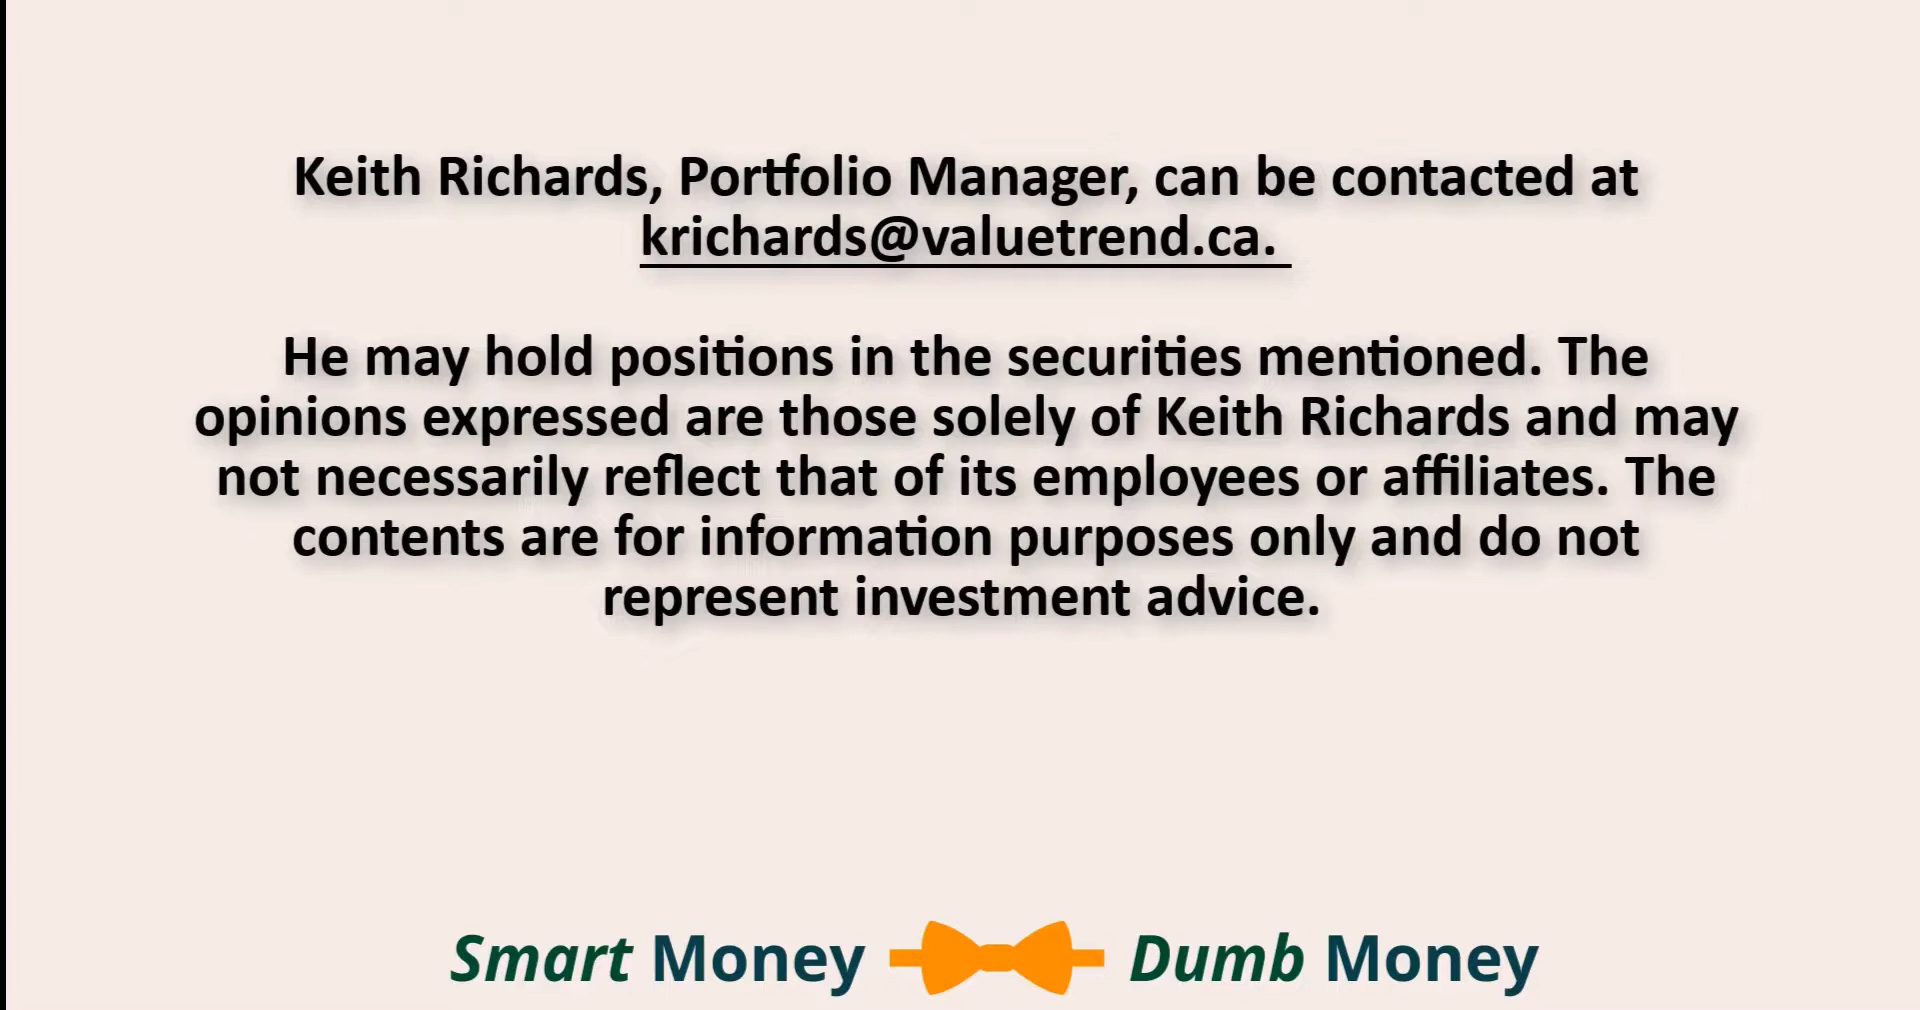 Keith Richards, Portfolio Manager, can be contacted at
krichards@valuetrend.ca.
He may hold positions in the securities mentioned. The
opinions expressed are those solely of Keith Richards and may
not necessarily reflect that of its employees or affiliates. The
contents are for information purposes only and do not
represent investment advice.
Smart Money Dumb Money